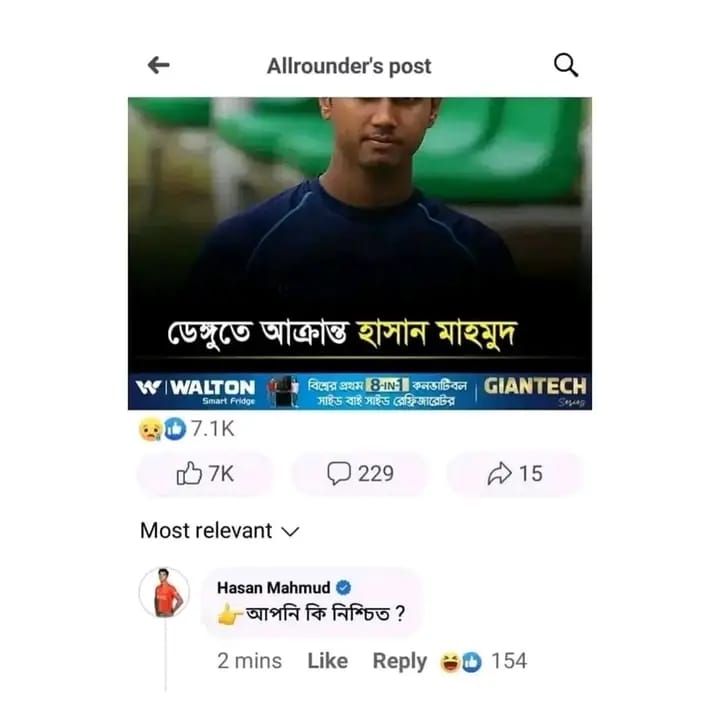 Allrounder's post
ডেঙ্গুতে আক্রান্ত হাসান মাহমুদ
WALTON
Smart Fridge
বিশ্বের প্রথম 8-IN-1 কনভার্টিবল
সাইড বাই সাইড রেফ্রিজারেটর
GIANTECH
Series
7.1K
7K
229
15
Most relevant
Hasan Mahmud
আপনি কি নিশ্চিত ?
2 mins Like Reply 154